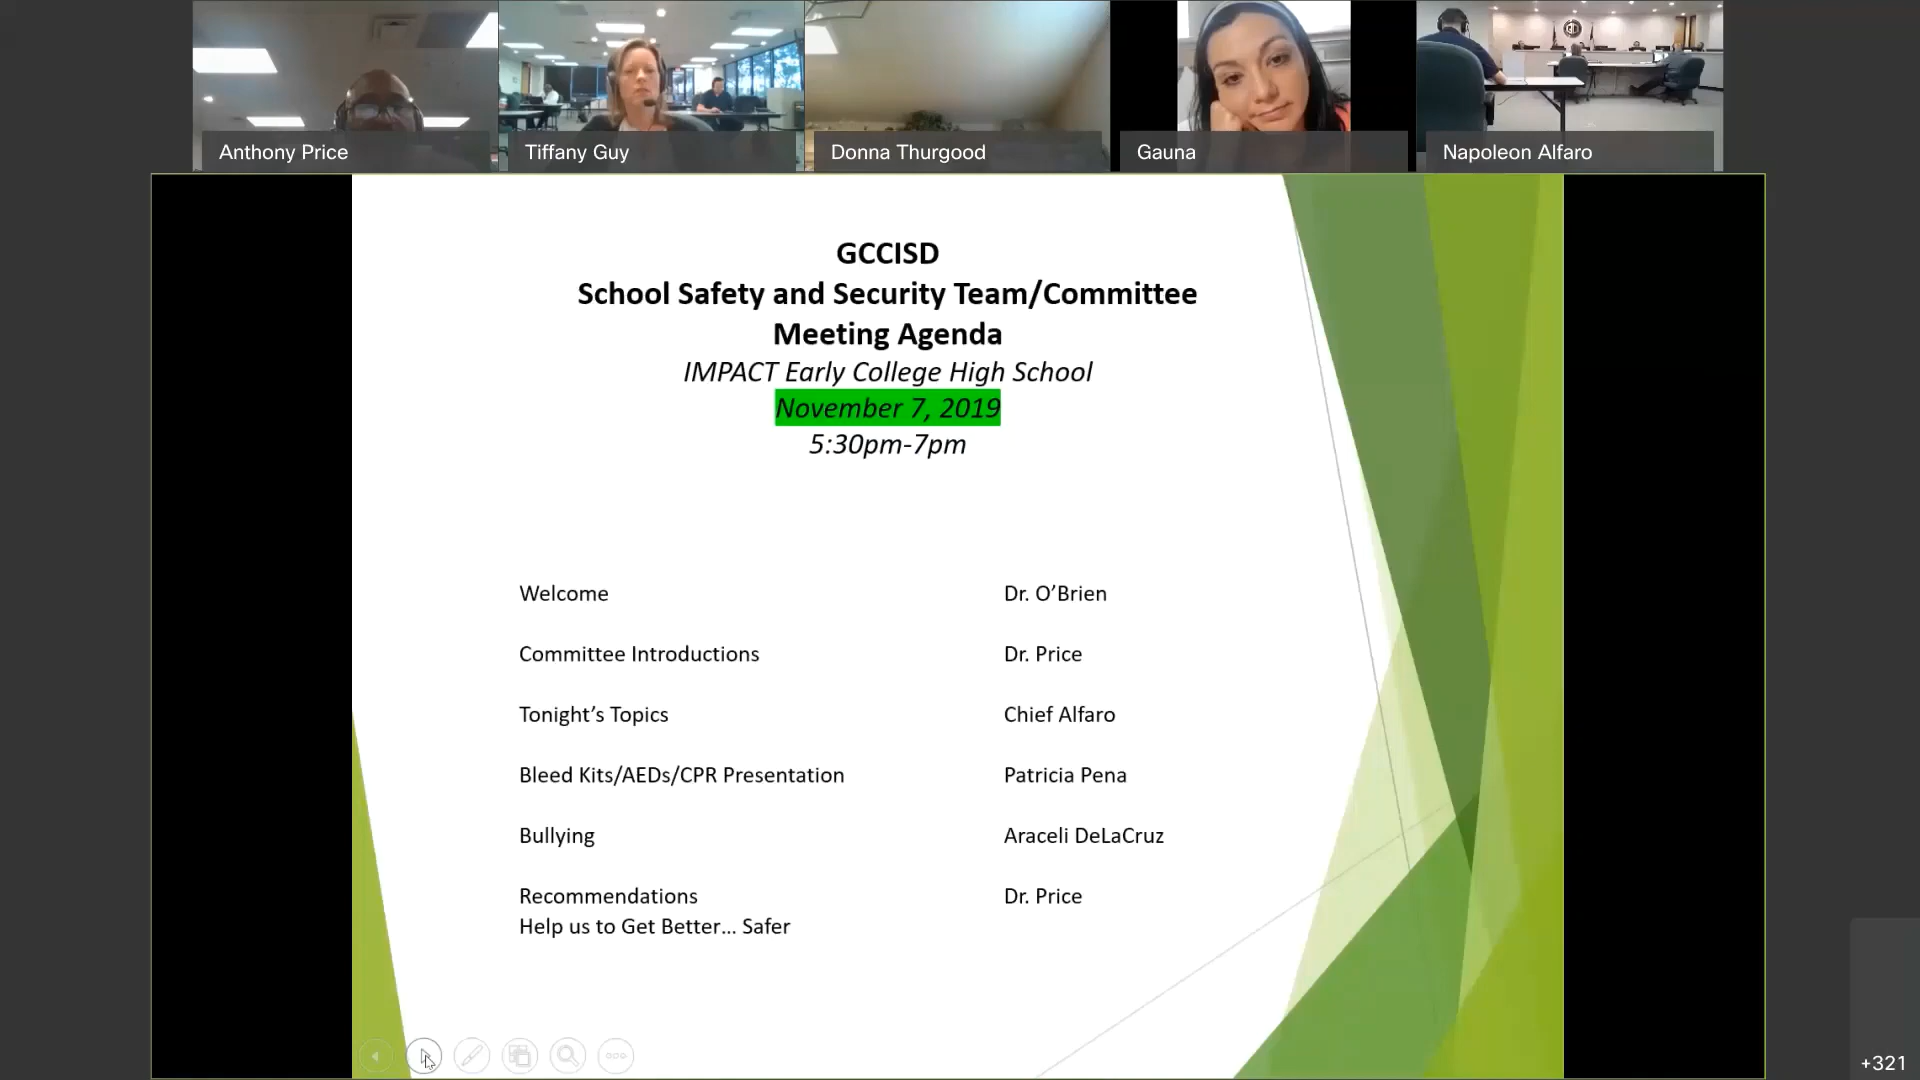 Anthony Price
Tiffany Guy
Donna Thurgood
Gauna
Napoleon Alfaro
GCCISD
School Safety and Security Team/Committee
Meeting Agenda
IMPACT Early College High School
November 7, 2019
5:30pm-7pm
Welcome Dr. O’Brien
Committee Introductions Dr. Price
Tonight’s Topics Chief Alfaro
Bleed Kits/AEDs/CPR Presentation Patricia Pena
Bullying Araceli DeLaCruz
Recommendations Dr. Price
Help us to Get Better... Safer
+321